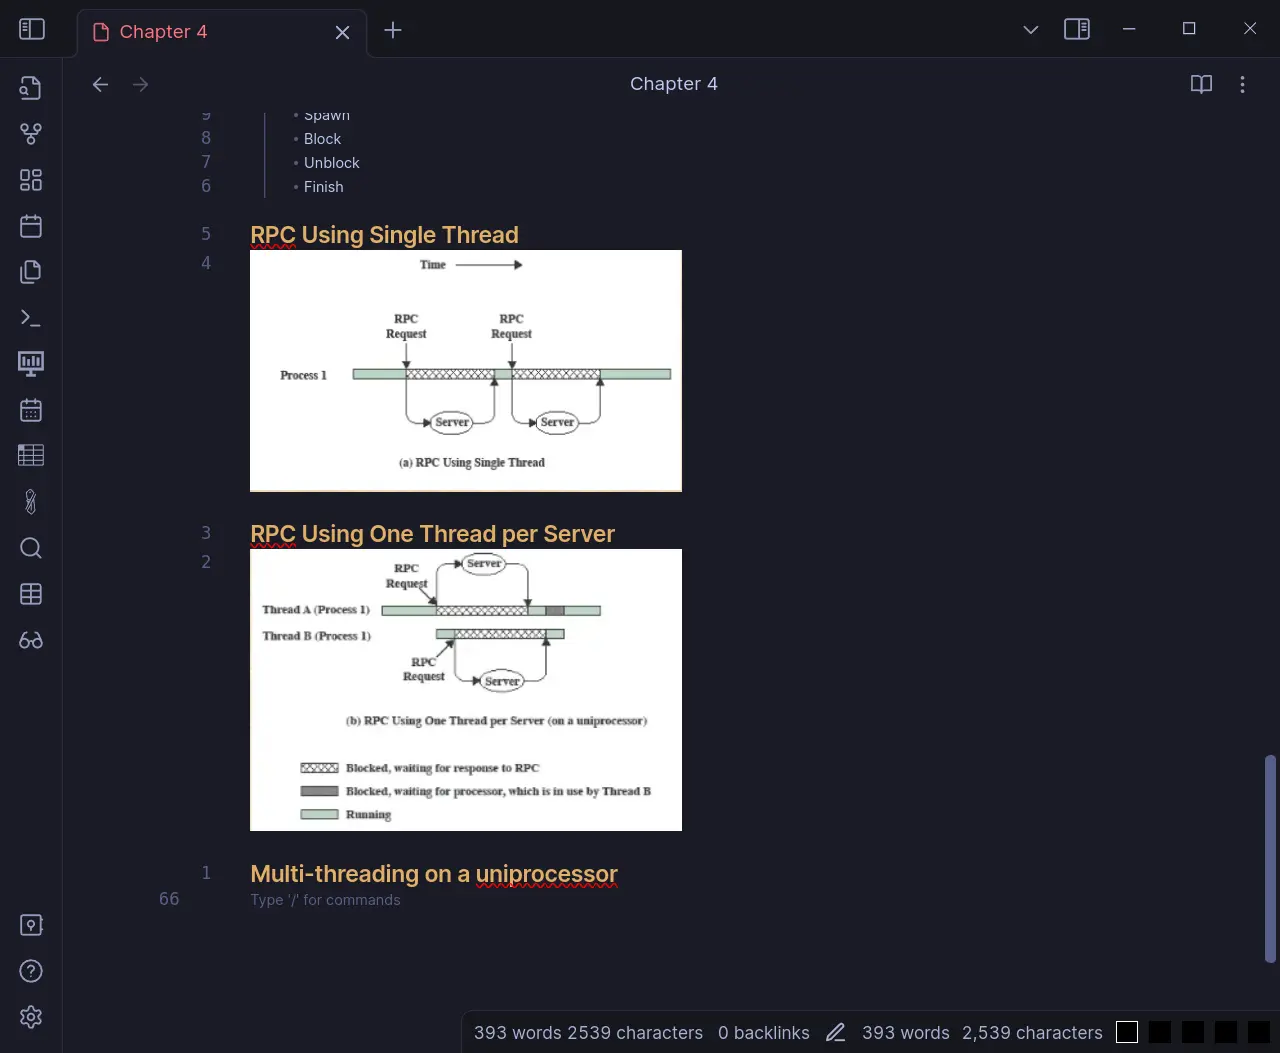 Chapter 4
Chapter 4
9 • Spawn
8 • Block
7 • Unblock
6 • Finish
5 RPC Using Single Thread
4
Time
RPC Request
RPC Request
Process 1
Server
Server
(a) RPC Using Single Thread
3 RPC Using One Thread per Server
2
Server
RPC Request
Thread A (Process 1)
Thread B (Process 1)
RPC Request
Server
(b) RPC Using One Thread per Server (on a uniprocessor)
Blocked, waiting for response to RPC
Blocked, waiting for processor, which is in use by Thread B
Running
1 Multi-threading on a uniprocessor
66 Type '/' for commands
393 words 2539 characters 0 backlinks 393 words 2,539 characters